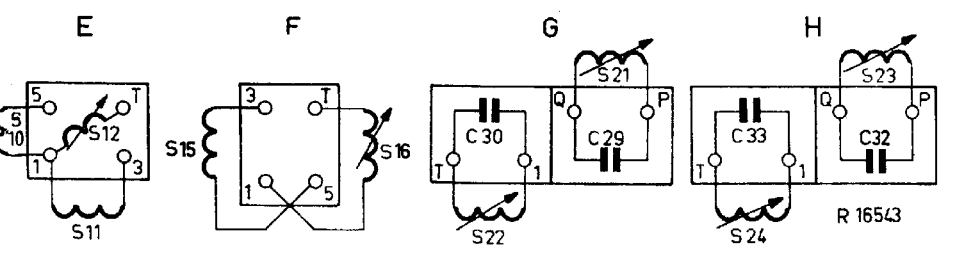 E F G H
5 T
S12
1 3
5
10
S11
3 T
S15 S16
1 5
S21
Q P
C30 C29
T 1
S22
S23
Q P
C33 C32
T 1
S24
R 16543